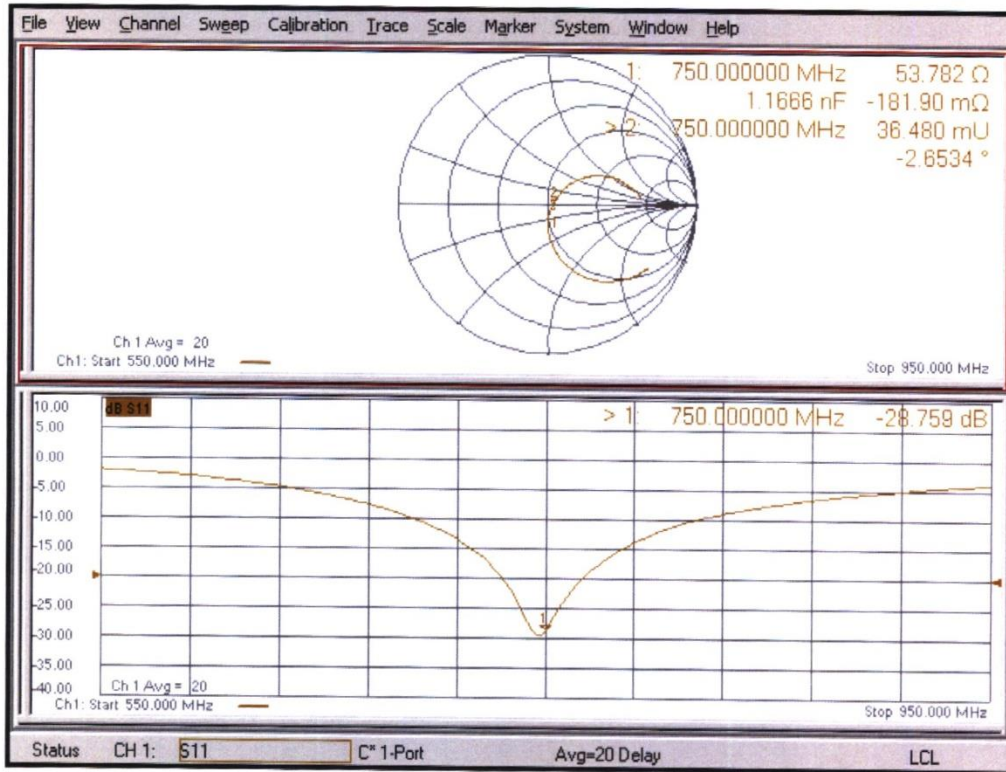 File View Channel Sweep Calibration Trace Scale Marker System Window Help
1: 750.000000 MHz 53.782 Ω
1.1666 nF -181.90 mΩ
> 2: 750.000000 MHz 36.480 mU
-2.6534 °
Ch 1 Avg = 20
Ch1: Start 550.000 MHz
Stop 950.000 MHz
10.00
dB S11
> 1: 750.000000 MHz -28.759 dB
5.00
0.00
-5.00
-10.00
-15.00
-20.00
-25.00
-30.00
1
-35.00
-40.00
Ch 1 Avg = 20
Ch1: Start 550.000 MHz
Stop 950.000 MHz
Status CH 1: S11 C* 1-Port Avg=20 Delay LCL